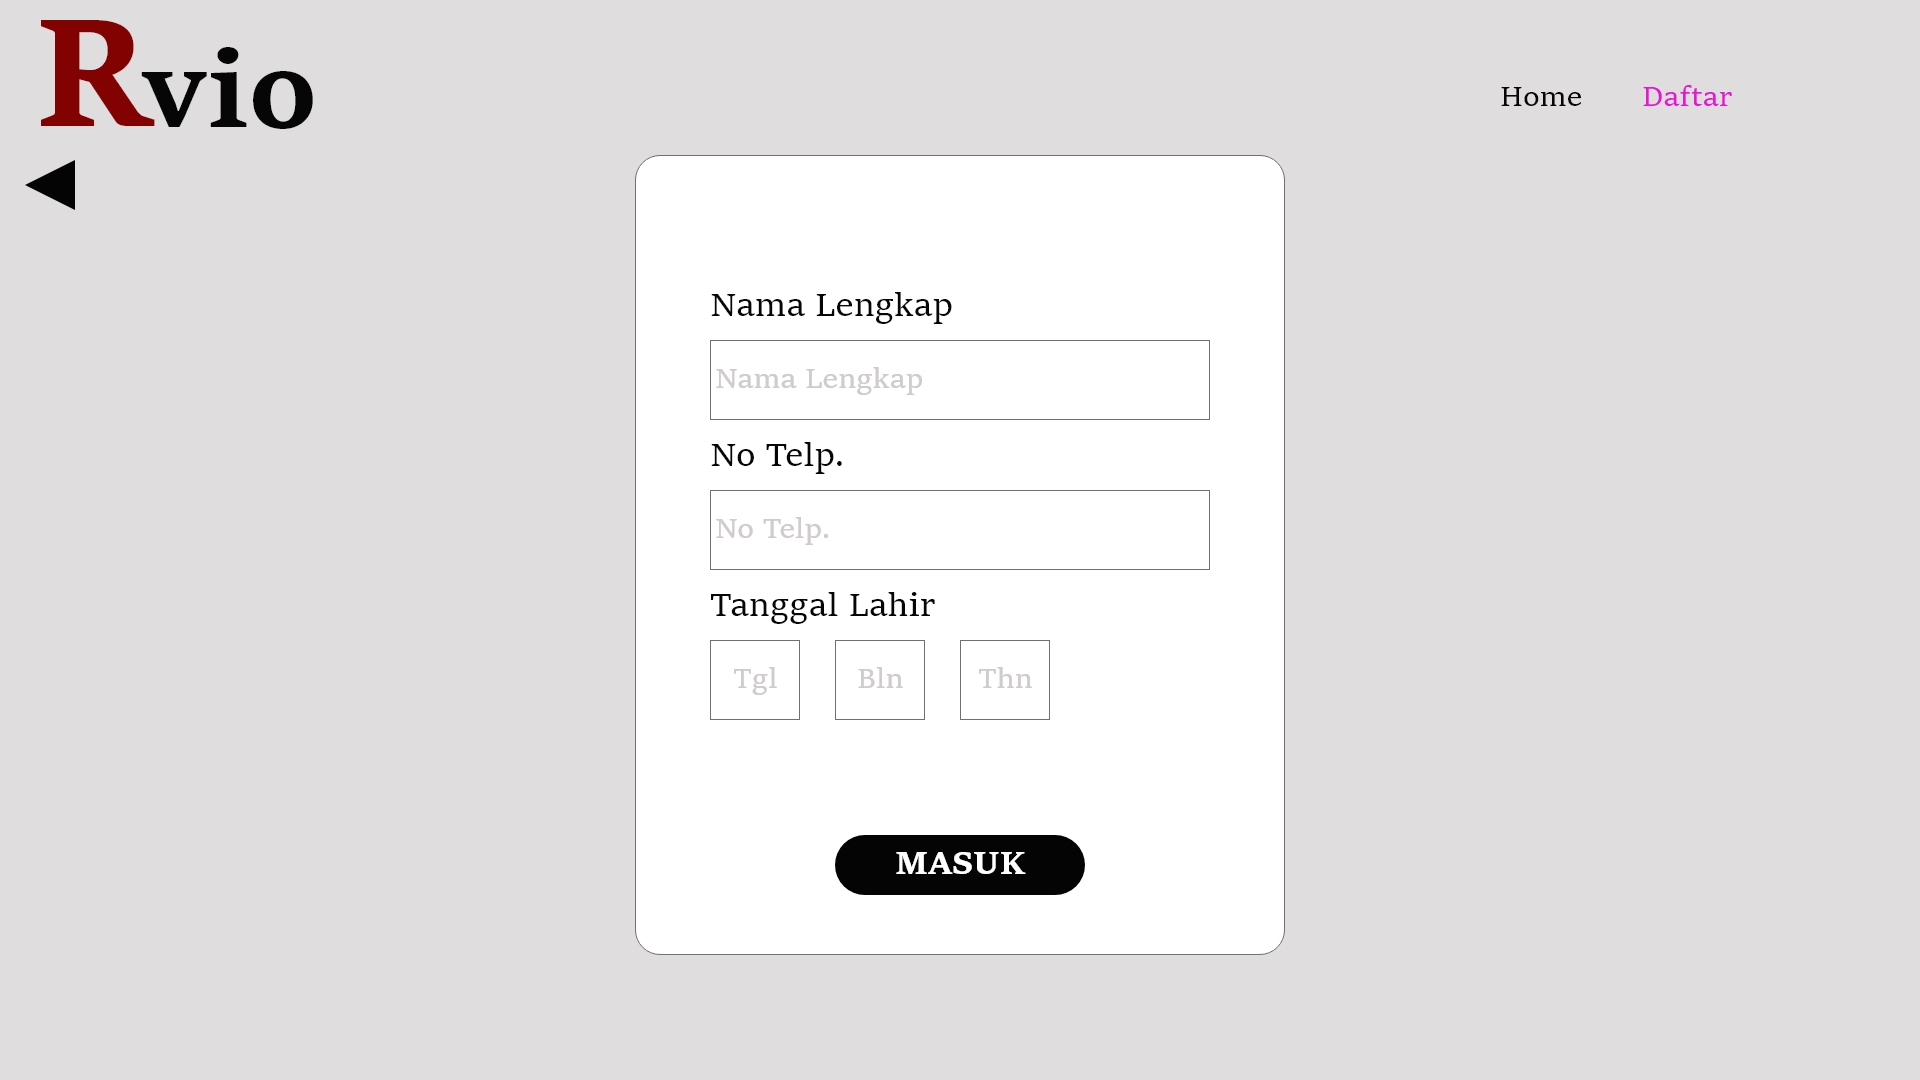 Rvio
Home Daftar
Nama Lengkap
Nama Lengkap
No Telp.
No Telp.
Tanggal Lahir
Tgl Bln Thn
MASUK